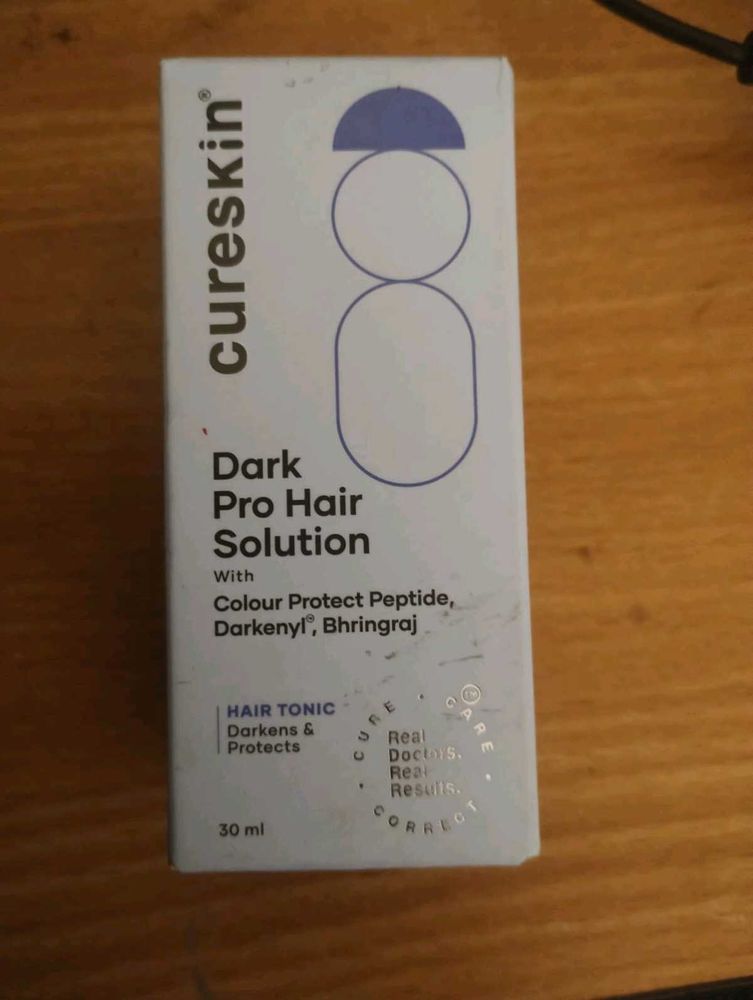 cureskin®
Dark
Pro Hair
Solution
With
Colour Protect Peptide,
Darkenyl®, Bhringraj
HAIR TONIC
Darkens &
Protects
30 ml
CURE · CARE · CORRECT ·
TM
Real
Doctors.
Real
Results.